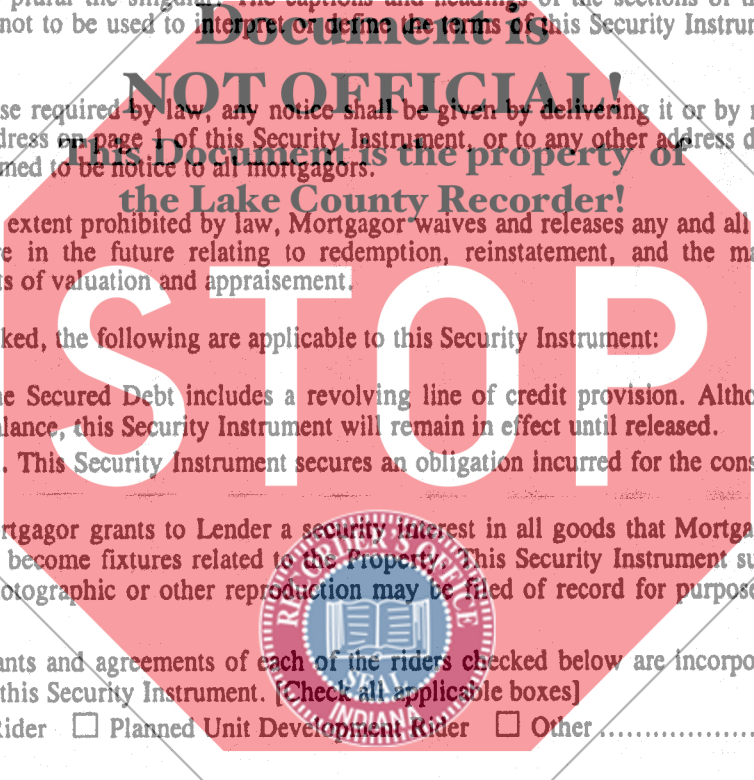 plural the singular. The captions and headings of the sections of
Document is
not to be used to interpret or define the terms of this Security Instrum
NOT OFFICIAL!
se required by law, any notice shall be given by delivering it or by
dress on page 1 of this Security Instrument, or to any other address d
This Document is the property of
med to be notice to all mortgagors.
the Lake County Recorder!
extent prohibited by law, Mortgagor waives and releases any and all
e in the future relating to redemption, reinstatement, and the ma
ts of valuation and appraisement.
STOP
ked, the following are applicable to this Security Instrument:
ne Secured Debt includes a revolving line of credit provision. Altho
lance, this Security Instrument will remain in effect until released.
. This Security Instrument secures an obligation incurred for the cons
rtgagor grants to Lender a security interest in all goods that Mortga
become fixtures related to the Property. This Security Instrument su
otographic or other reproduction may be filed of record for purpose
RECORDER'S OFFICE
SEAL
INDIANA
ants and agreements of each of the riders checked below are incorpo
this Security Instrument. [Check all applicable boxes]
Rider ☐ Planned Unit Development Rider ☐ Other ....................